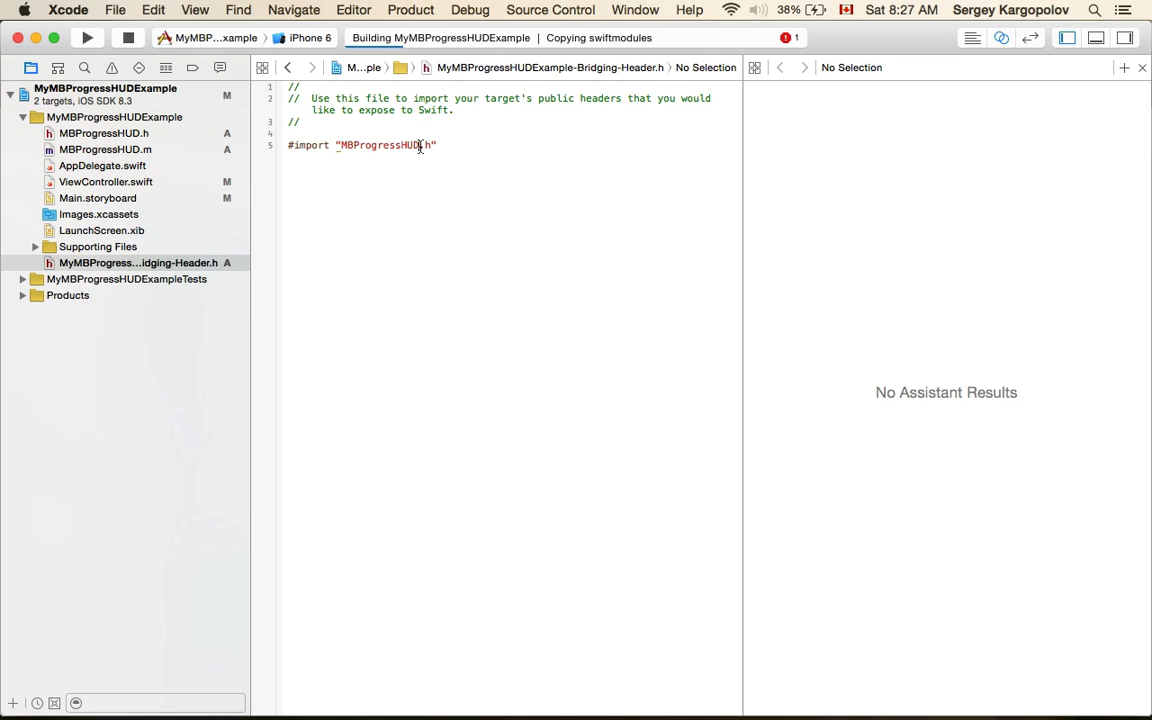 Xcode File Edit View Find Navigate Editor Product Debug Source Control Window Help 38% Sat 8:27 AM Sergey Kargopolov
MyMBP...xample iPhone 6 Building MyMBProgressHUDExample | Copying swiftmodules 1
M...ple MyMBProgressHUDExample-Bridging-Header.h No Selection No Selection
MyMBProgressHUDExample M
2 targets, iOS SDK 8.3
MyMBProgressHUDExample
MBProgressHUD.h A
MBProgressHUD.m A
AppDelegate.swift
ViewController.swift M
Main.storyboard M
Images.xcassets
LaunchScreen.xib
Supporting Files
MyMBProgress...idging-Header.h A
MyMBProgressHUDExampleTests
Products
1 //
2 // Use this file to import your target's public headers that you would
like to expose to Swift.
3 //
4
5 #import "MBProgressHUD.h"
No Assistant Results